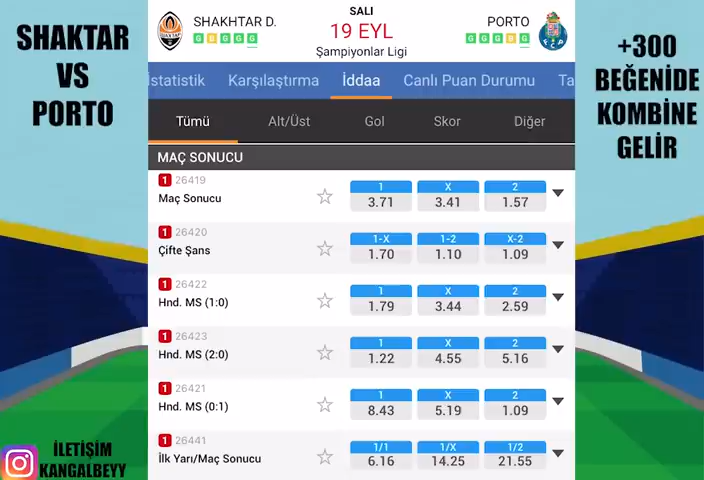 SHAKTAR
VS
PORTO
SHAKHTAR D.
G B G G G
SALI
19 EYL
Şampiyonlar Ligi
PORTO
G G G B G
+300
BEĞENİDE
KOMBİNE
GELİR
istatistik Karşılaştırma İddaa Canlı Puan Durumu Ta
Tümü Alt/Üst Gol Skor Diğer
MAÇ SONUCU
1 26419
Maç Sonucu
1 X 2
3.71 3.41 1.57
1 26420
Çifte Şans
1-X 1-2 X-2
1.70 1.10 1.09
1 26422
Hnd. MS (1:0)
1 X 2
1.79 3.44 2.59
1 26423
Hnd. MS (2:0)
1 X 2
1.22 4.55 5.16
1 26421
Hnd. MS (0:1)
1 X 2
8.43 5.19 1.09
1 26441
İlk Yarı/Maç Sonucu
1/1 1/X 1/2
6.16 14.25 21.55
İLETİŞİM
KANGALBEYY